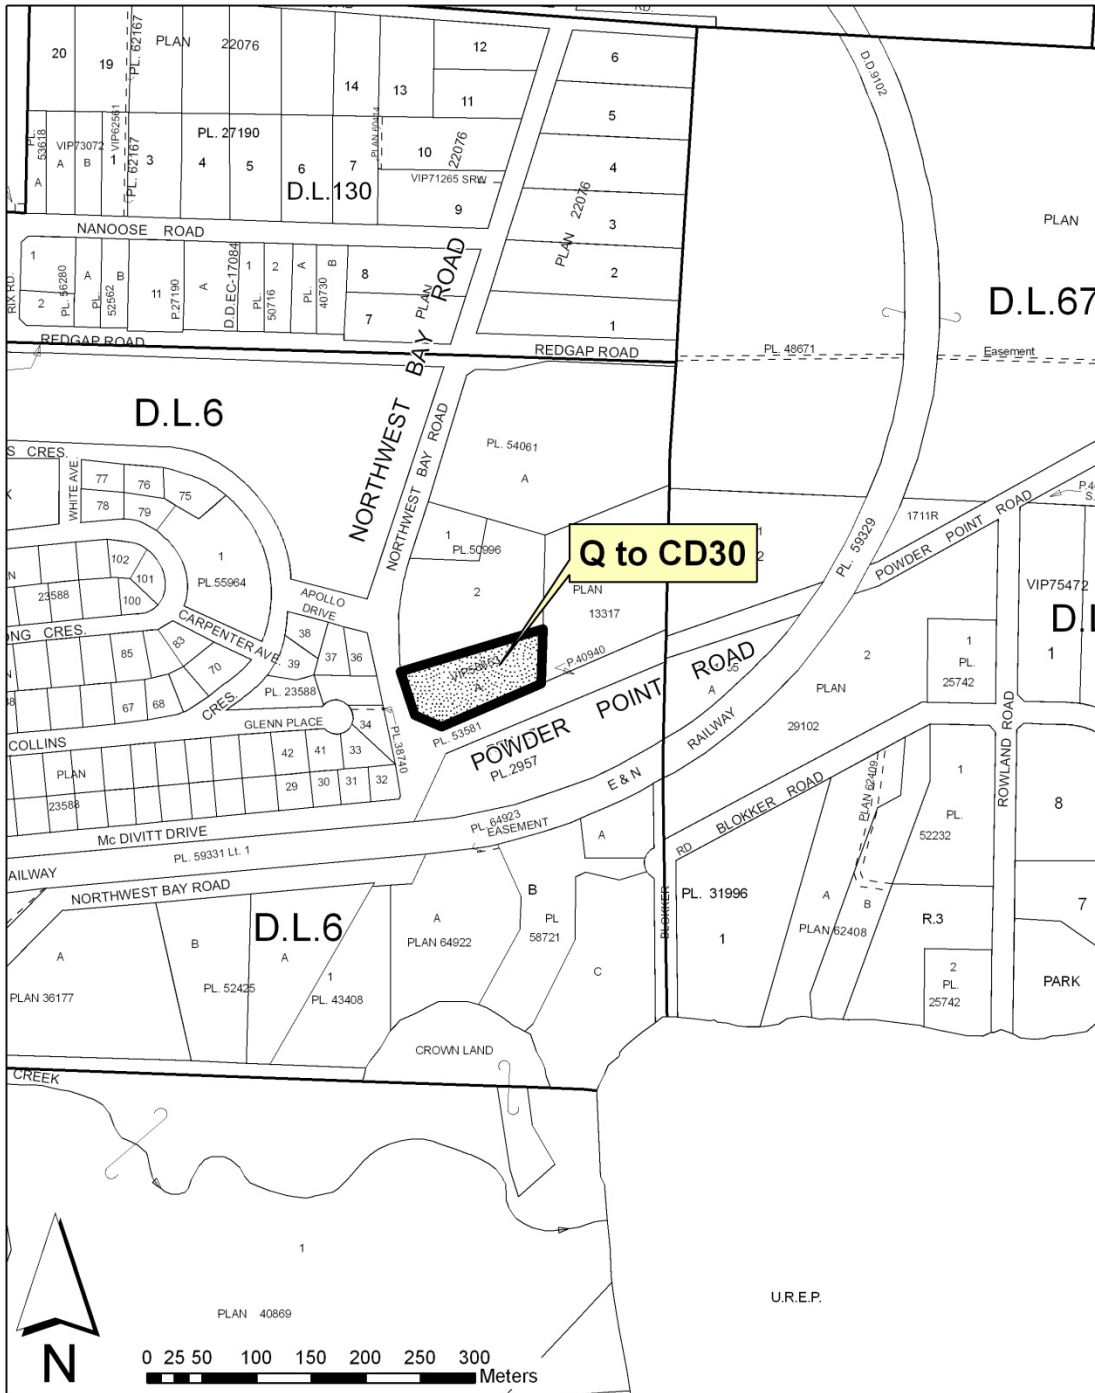 RD.
20
19
PL. 62167
PLAN 22076
12
14
13
11
6
5
4
3
2
1
D.D.9102
PL. 53618
A
VIP73072
A
B
VIP62561
1
PL. 62167
3
PL. 27190
4
5
6
7
PLAN 60414
10
22076
VIP71265 SRW
9
D.L.130
PLAN 22076
PLAN
NANOOSE ROAD
RIX RD.
1
2
PL. 56280
A
PL.
B
52562
11
P.27190
A
D.D.EC-17084
1
PL.
2
50716
A
PL.
B
40730
8
7
PLAN
NORTHWEST BAY ROAD
REDGAP ROAD
REDGAP ROAD
D.L.67
PL. 48671
Easement
D.L.6
PL. 54061
A
NORTHWEST BAY ROAD
S CRES.
WHITE AVE.
77
76
75
78
79
1
PL.55964
102
101
100
23588
1
PL.50996
2
Q to CD30
PLAN
13317
1711R
POWDER POINT ROAD
PL. 59329
VIP75472
1
APOLLO
DRIVE
38
37
36
39
ONG CRES.
CARPENTER AVE.
85
83
70
67
68
CRES.
PL. 23588
A
P.40940
POWDER POINT ROAD
A
2
PLAN
29102
1
PL.
25742
COLLINS
GLENN PLACE
34
PL.38740
42
41
33
29
30
31
32
PLAN
23588
PL. 53581
PL.2957
RAILWAY
E & N
ROWLAND ROAD
BLOKKER ROAD
PLAN 62409
1
PL.
52232
8
Mc DIVITT DRIVE
PL. 59331 Lt. 1
PL. 64923
EASEMENT
A
AILWAY
NORTHWEST BAY ROAD
D.L.6
RD
BLOKKER
PL. 31996
1
A
B
PLAN 62408
R.3
7
A
PLAN 36177
B
PL. 52425
A
1
PL. 43408
A
PLAN 64922
B
PL
58721
C
2
PL.
25742
PARK
CROWN LAND
CREEK
1
PLAN 40869
U.R.E.P.
N
0 25 50 100 150 200 250 300
Meters